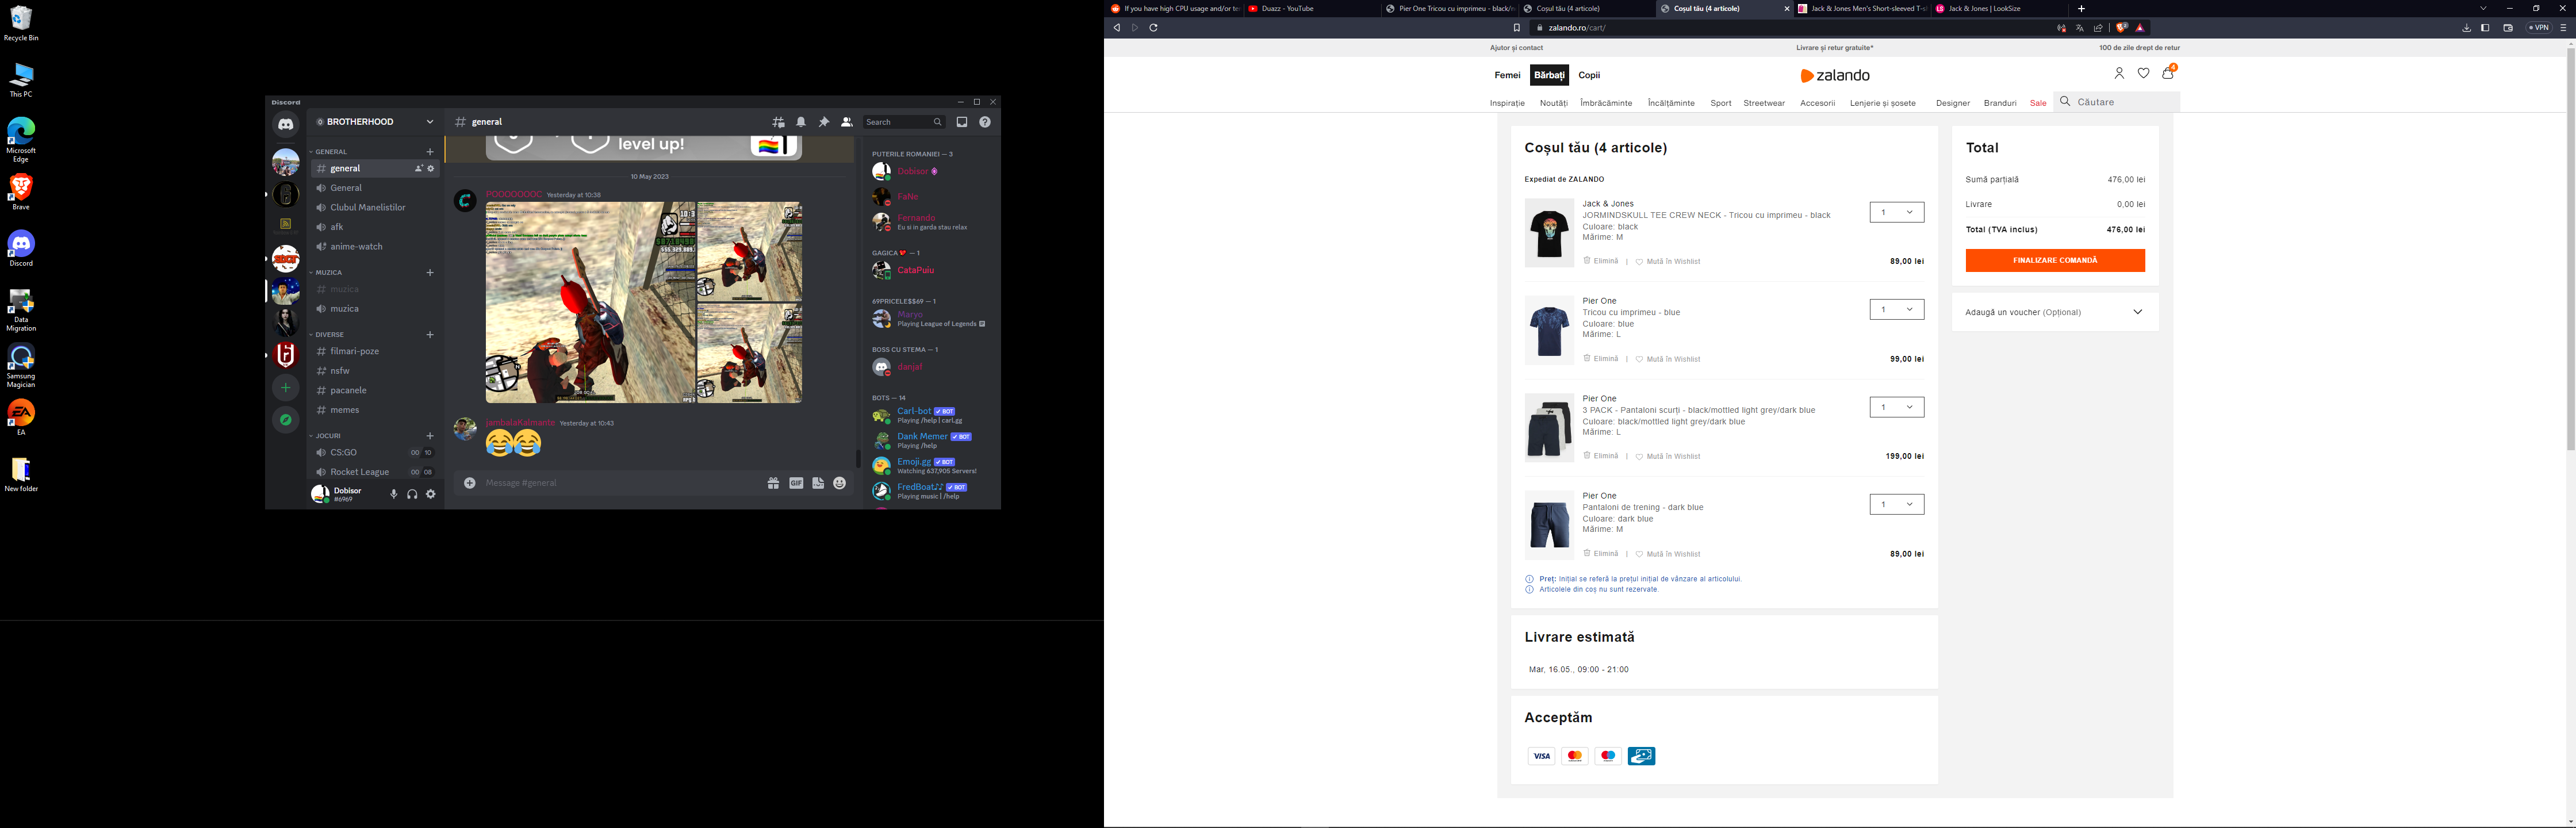 Recycle Bin
This PC
Microsoft
Edge
Brave
Discord
Data
Migration
Samsung
Magician
EA
New folder
Discord
BROTHERHOOD
GENERAL
general
General
Clubul Manelistilor
afk
anime-watch
MUZICA
muzica
muzica
DIVERSE
filmari-poze
nsfw
pacanele
memes
JOCURI
CS:GO 00 10
Rocket League 00 08
Dobisor
#6969
general
Search
level up!
10 May 2023
Yesterday at 10:38
Yesterday at 10:43
Message #general
GIF
PUTERILE ROMANIEI — 3
Dobisor
FaNe
Fernando
Eu si in garda stau relax
GAGICA — 1
CataPuiu
69PRICELE$$69 — 1
Maryo
Playing League of Legends
BOSS CU STEMA — 1
danjaf
BOTS — 14
Carl-bot ✓ BOT
Playing /help | carl.gg
Dank Memer ✓ BOT
Playing /help
Emoji.gg ✓ BOT
Watching 637,905 Servers!
FredBoat♪♪ ✓ BOT
Playing music | /help
If you have high CPU usage and/or te
Duazz - YouTube
Pier One Tricou cu imprimeu - black/m
Coșul tău (4 articole)
Coșul tău (4 articole)
Jack & Jones Men's Short-sleeved T-s
Jack & Jones | LookSize
zalando.ro/cart/
VPN
Ajutor și contact
Livrare și retur gratuite*
100 de zile drept de retur
Femei Bărbați Copii
zalando
4
Inspirație Noutăți Îmbrăcăminte Încălțăminte Sport Streetwear Accesorii Lenjerie și șosete Designer Branduri Sale
Căutare
Coșul tău (4 articole)
Expediat de ZALANDO
Jack & Jones
JORMINDSKULL TEE CREW NECK - Tricou cu imprimeu - black
Culoare: black
Mărime: M
1
Elimină | Mută în Wishlist
89,00 lei
Pier One
Tricou cu imprimeu - blue
Culoare: blue
Mărime: L
1
Elimină | Mută în Wishlist
99,00 lei
Pier One
3 PACK - Pantaloni scurți - black/mottled light grey/dark blue
Culoare: black/mottled light grey/dark blue
Mărime: L
1
Elimină | Mută în Wishlist
199,00 lei
Pier One
Pantaloni de trening - dark blue
Culoare: dark blue
Mărime: M
1
Elimină | Mută în Wishlist
89,00 lei
Preț: Inițial se referă la prețul inițial de vânzare al articolului.
Articolele din coș nu sunt rezervate.
Livrare estimată
Mar, 16.05., 09:00 - 21:00
Acceptăm
VISA
Total
Sumă parțială 476,00 lei
Livrare 0,00 lei
Total (TVA inclus) 476,00 lei
FINALIZARE COMANDĂ
Adaugă un voucher (Opțional)